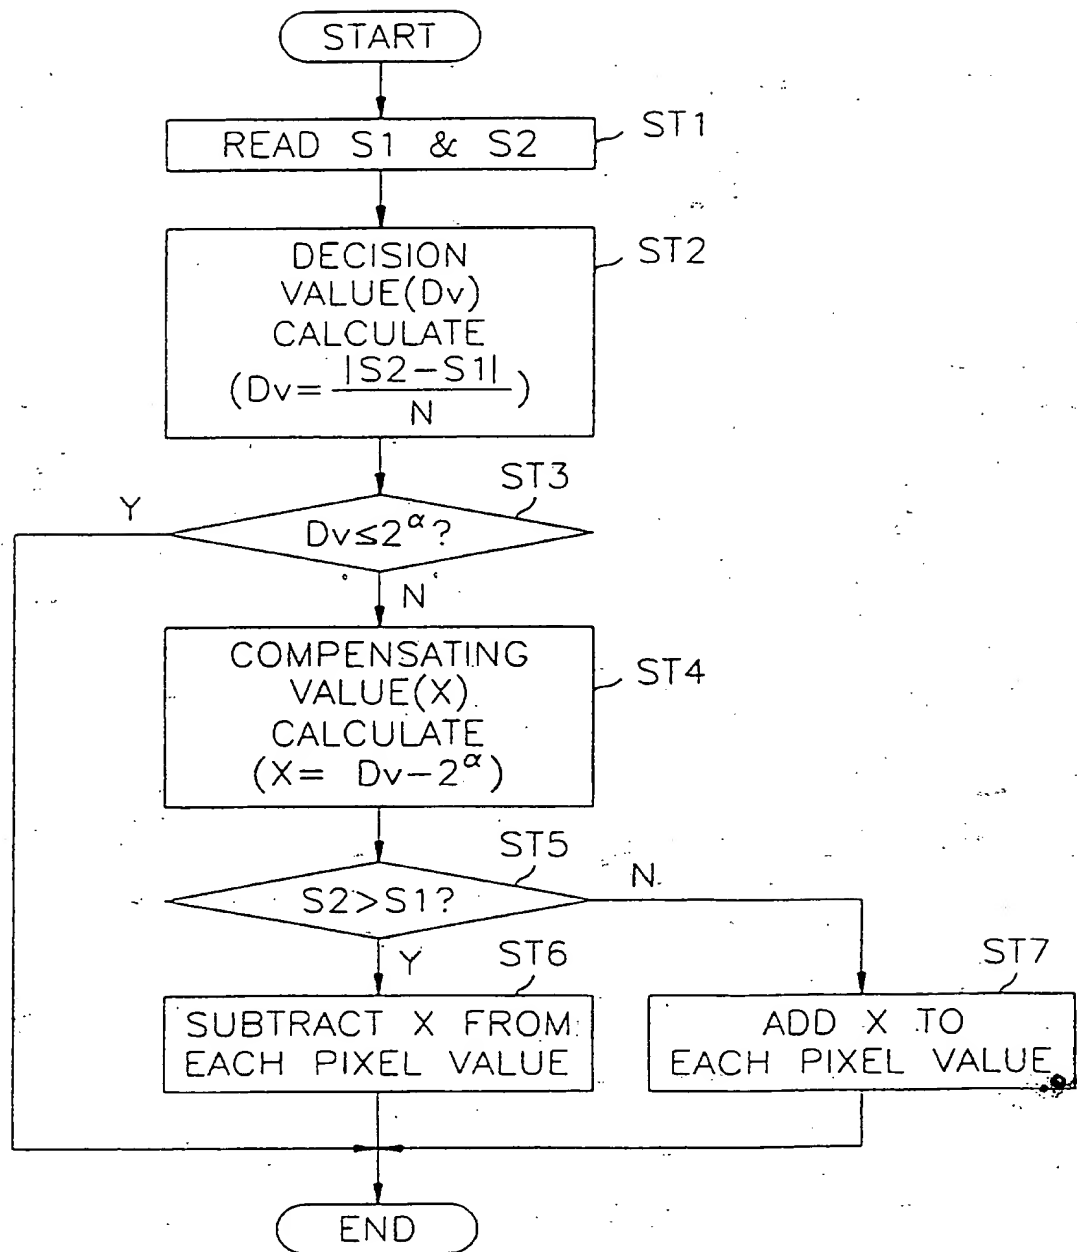 START
READ S1 & S2
ST1
DECISION
VALUE(Dv)
CALCULATE
(Dv=|S2-S1|/N)
ST2
Dv≤2^α?
ST3
Y
N
COMPENSATING
VALUE(X)
CALCULATE
(X= Dv-2^α)
ST4
S2>S1?
ST5
N
Y
SUBTRACT X FROM
EACH PIXEL VALUE
ST6
ADD X TO
EACH PIXEL VALUE
ST7
END